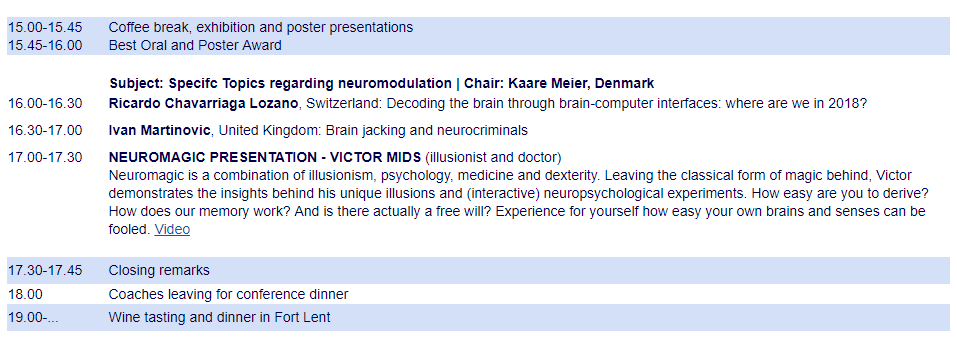 15.00-15.45 Coffee break, exhibition and poster presentations
15.45-16.00 Best Oral and Poster Award
Subject: Specifc Topics regarding neuromodulation | Chair: Kaare Meier, Denmark
16.00-16.30 Ricardo Chavarriaga Lozano, Switzerland: Decoding the brain through brain-computer interfaces: where are we in 2018?
16.30-17.00 Ivan Martinovic, United Kingdom: Brain jacking and neurocriminals
17.00-17.30 NEUROMAGIC PRESENTATION - VICTOR MIDS (illusionist and doctor)
Neuromagic is a combination of illusionism, psychology, medicine and dexterity. Leaving the classical form of magic behind, Victor
demonstrates the insights behind his unique illusions and (interactive) neuropsychological experiments. How easy are you to derive?
How does our memory work? And is there actually a free will? Experience for yourself how easy your own brains and senses can be
fooled. Video
17.30-17.45 Closing remarks
18.00 Coaches leaving for conference dinner
19.00-... Wine tasting and dinner in Fort Lent